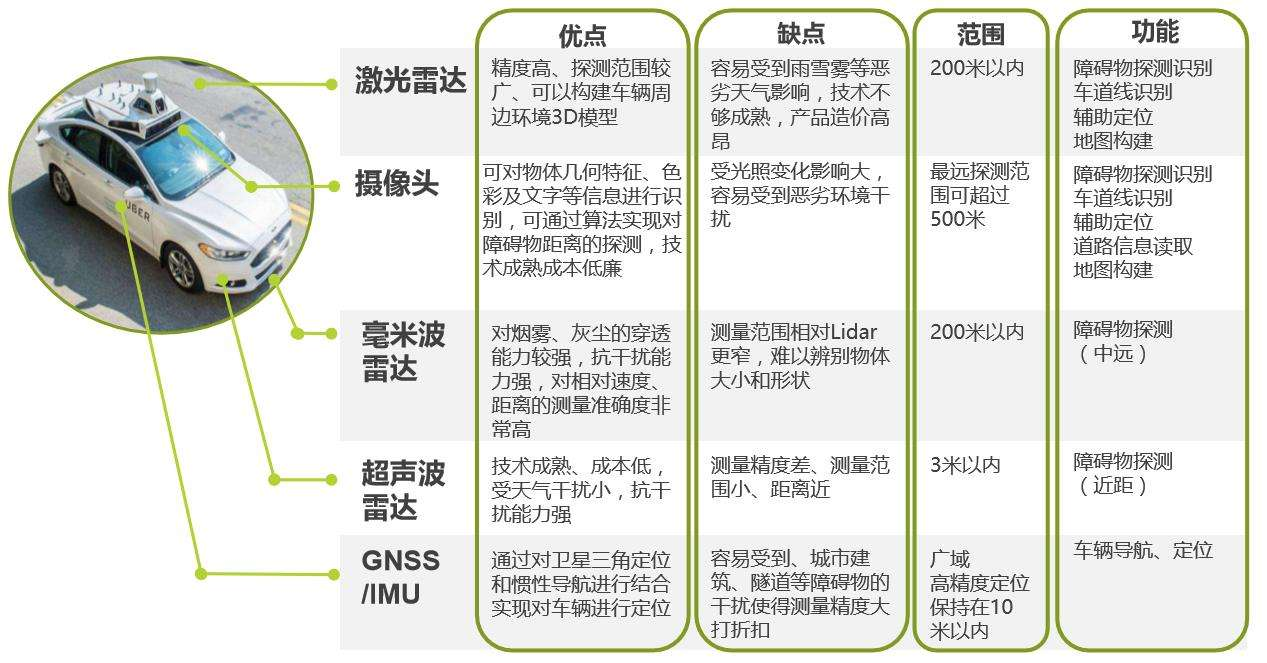 优点
缺点
范围
功能
激光雷达
精度高、探测范围较
广、可以构建车辆周
边环境3D模型
容易受到雨雪雾等恶
劣天气影响，技术不
够成熟，产品造价高
昂
200米以内
障碍物探测识别
车道线识别
辅助定位
地图构建
摄像头
可对物体几何特征、色
彩及文字等信息进行识
别，可通过算法实现对
障碍物距离的探测，技
术成熟成本低廉
受光照变化影响大，
容易受到恶劣环境干
扰
最远探测范
围可超过
500米
障碍物探测识别
车道线识别
辅助定位
道路信息读取
地图构建
UBER
毫米波
雷达
对烟雾、灰尘的穿透
能力较强，抗干扰能
力强，对相对速度、
距离的测量准确度非
常高
测量范围相对Lidar
更窄，难以辨别物体
大小和形状
200米以内
障碍物探测
（中远）
超声波
雷达
技术成熟、成本低，
受天气干扰小，抗干
扰能力强
测量精度差、测量范
围小、距离近
3米以内
障碍物探测
（近距）
GNSS
/IMU
通过对卫星三角定位
和惯性导航进行结合
实现对车辆进行定位
容易受到、城市建
筑、隧道等障碍物的
干扰使得测量精度大
打折扣
广域
高精度定位
保持在10
米以内
车辆导航、定位